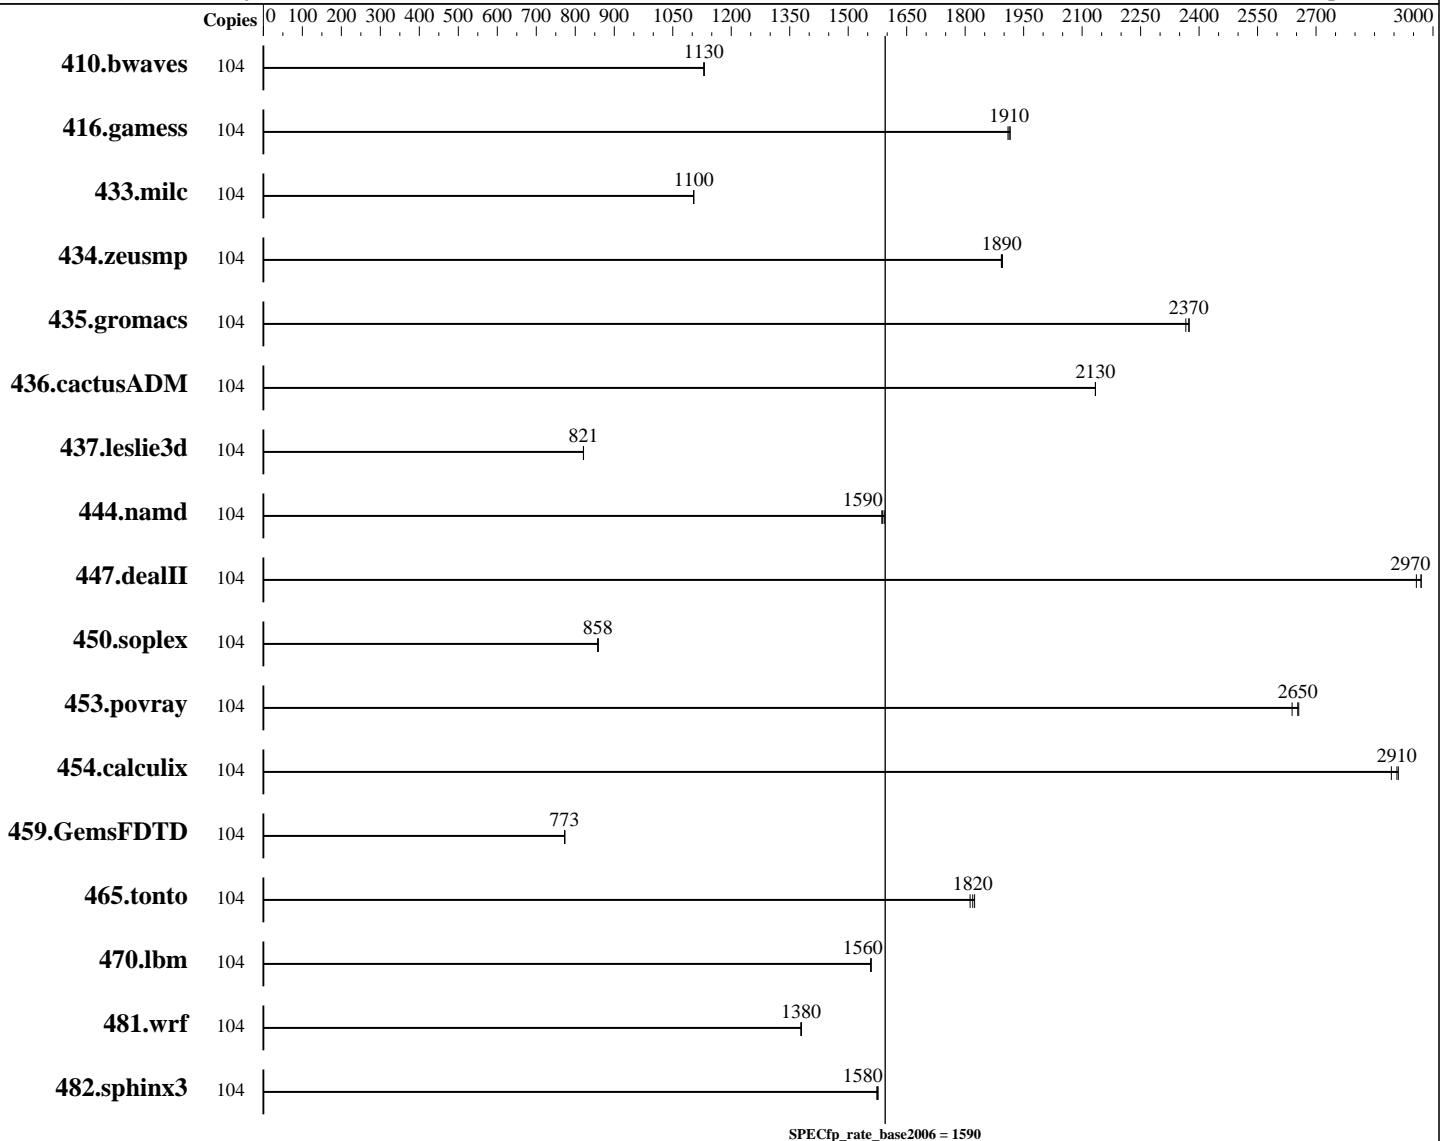 Copies 0 100 200 300 400 500 600 700 800 900 1050 1200 1350 1500 1650 1800 1950 2100 2250 2400 2550 2700 3000
410.bwaves 104 1130
416.gamess 104 1910
433.milc 104 1100
434.zeusmp 104 1890
435.gromacs 104 2370
436.cactusADM 104 2130
437.leslie3d 104 821
444.namd 104 1590
447.dealII 104 2970
450.soplex 104 858
453.povray 104 2650
454.calculix 104 2910
459.GemsFDTD 104 773
465.tonto 104 1820
470.lbm 104 1560
481.wrf 104 1380
482.sphinx3 104 1580
SPECfp_rate_base2006 = 1590